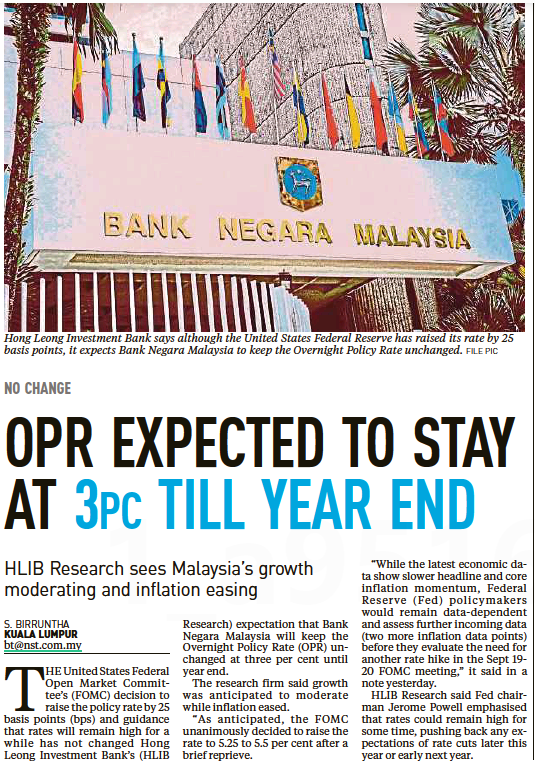 BANK NEGARA MALAYSIA
Hong Leong Investment Bank says although the United States Federal Reserve has raised its rate by 25
basis points, it expects Bank Negara Malaysia to keep the Overnight Policy Rate unchanged. FILE PIC
NO CHANGE
OPR EXPECTED TO STAY
AT 3PC TILL YEAR END
HLIB Research sees Malaysia's growth
moderating and inflation easing
S. BIRRUNTHA
KUALA LUMPUR
bt@nst.com.my
THE United States Federal
Open Market Commit-
tee's (FOMC) decision to
raise the policy rate by 25
basis points (bps) and guidance
that rates will remain high for a
while has not changed Hong
Leong Investment Bank's (HLIB
Research) expectation that Bank
Negara Malaysia will keep the
Overnight Policy Rate (OPR) un-
changed at three per cent until
year end.
The research firm said growth
was anticipated to moderate
while inflation eased.
"As anticipated, the FOMC
unanimously decided to raise the
rate to 5.25 to 5.5 per cent after a
brief reprieve.
"While the latest economic da-
ta show slower headline and core
inflation momentum, Federal
Reserve (Fed) policymakers
would remain data-dependent
and assess further incoming data
(two more inflation data points)
before they evaluate the need for
another rate hike in the Sept 19-
20 FOMC meeting," it said in a
note yesterday.
HLIB Research said Fed chair-
man Jerome Powell emphasised
that rates could remain high for
some time, pushing back any ex-
pectations of rate cuts later this
year or early next year.